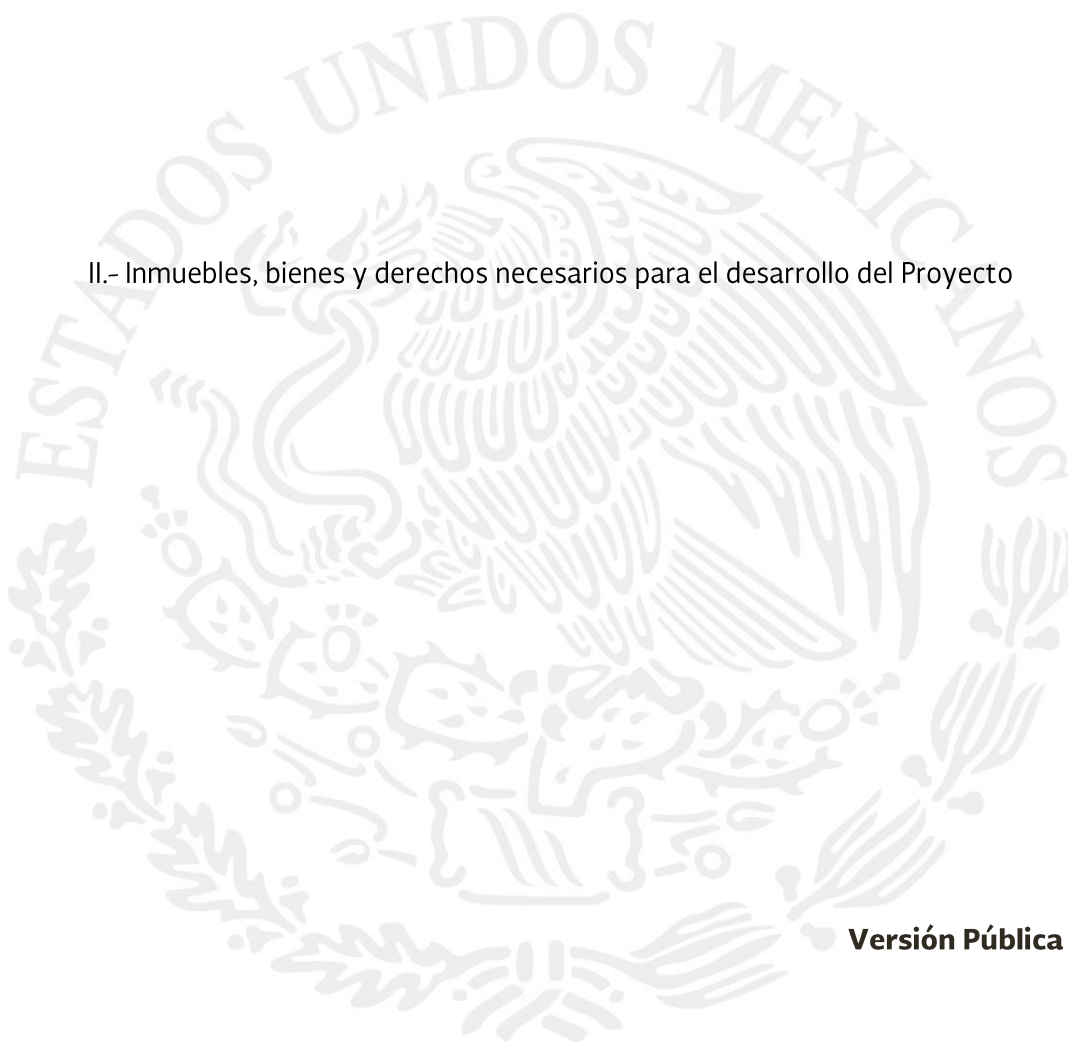 ESTADOS UNIDOS MEXICANOS
II.- Inmuebles, bienes y derechos necesarios para el desarrollo del Proyecto
Versión Pública